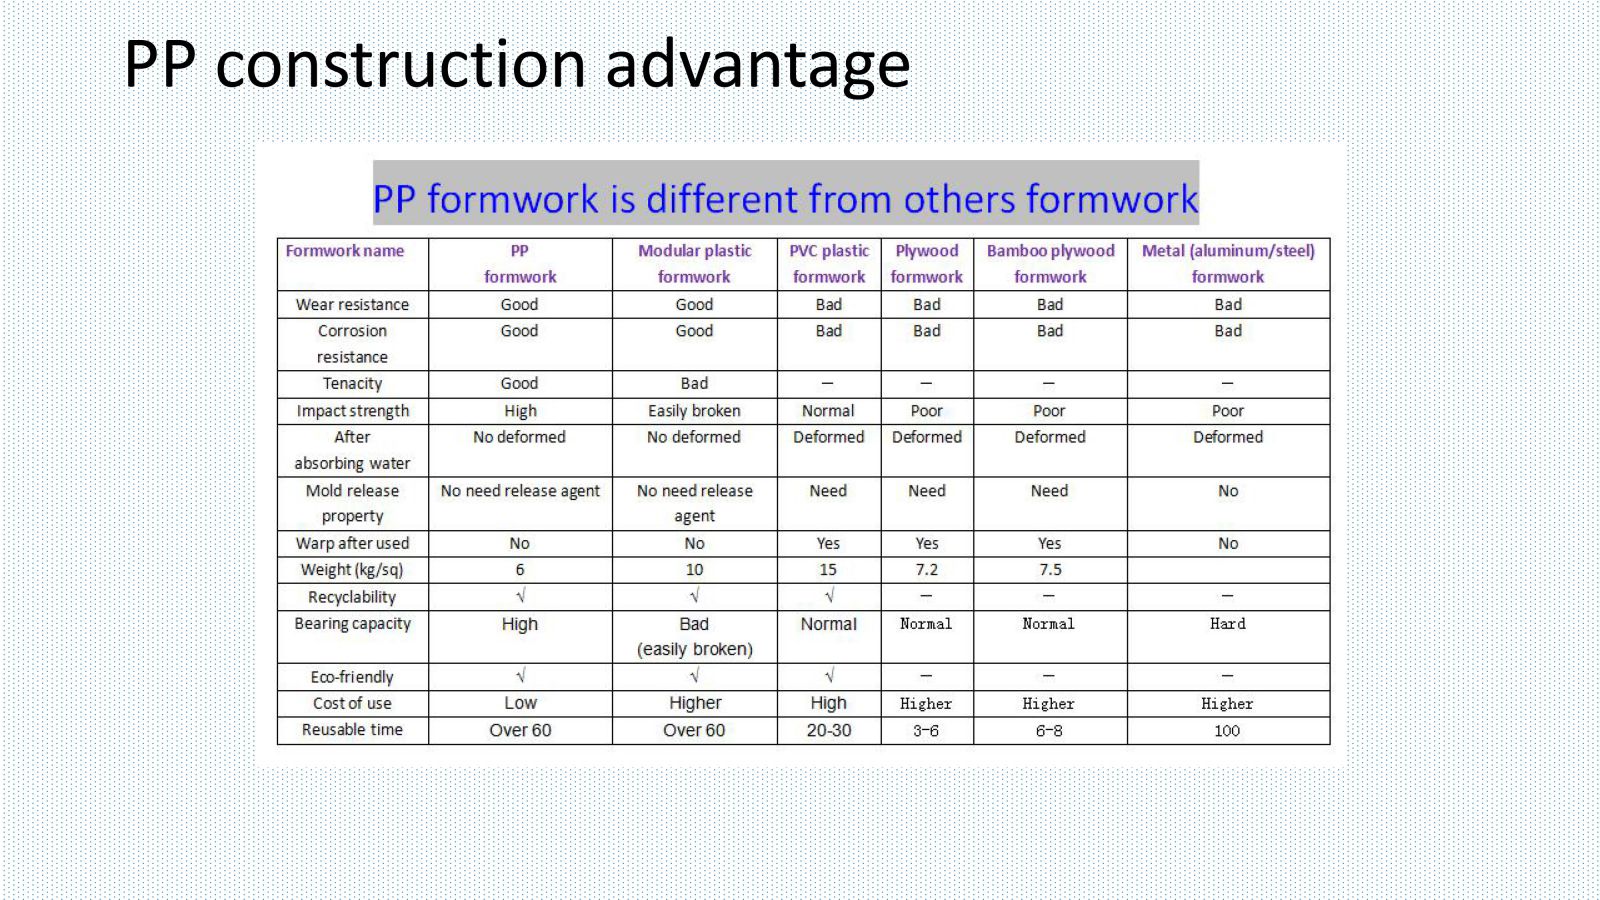 PP construction advantage
PP formwork is different from others formwork
Formwork name PP formwork Modular plastic formwork PVC plastic formwork Plywood formwork Bamboo plywood formwork Metal (aluminum/steel) formwork
Wear resistance Good Good Bad Bad Bad Bad
Corrosion resistance Good Good Bad Bad Bad Bad
Tenacity Good Bad — — — —
Impact strength High Easily broken Normal Poor Poor Poor
After absorbing water No deformed No deformed Deformed Deformed Deformed Deformed
Mold release property No need release agent No need release agent Need Need Need No
Warp after used No No Yes Yes Yes No
Weight (kg/sq) 6 10 15 7.2 7.5
Recyclability √ √ √ — — —
Bearing capacity High Bad (easily broken) Normal Normal Normal Hard
Eco-friendly √ √ √ — — —
Cost of use Low Higher High Higher Higher Higher
Reusable time Over 60 Over 60 20-30 3-6 6-8 100